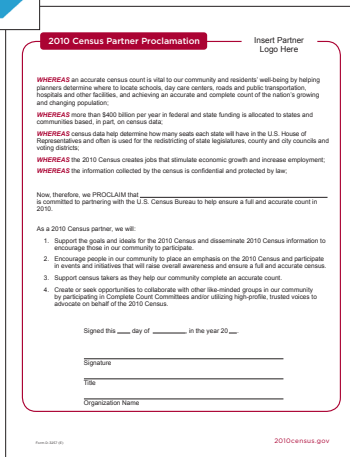 2010 Census Partner Proclamation
Insert Partner
Logo Here
WHEREAS an accurate census count is vital to our community and residents' well-being by helping
planners determine where to locate schools, day care centers, roads and public transportation,
hospitals and other facilities, and achieving an accurate and complete count of the nation's growing
and changing population;
WHEREAS more than $400 billion per year in federal and state funding is allocated to states and
communities based, in part, on census data;
WHEREAS census data help determine how many seats each state will have in the U.S. House of
Representatives and often is used for the redistricting of state legislatures, county and city councils and
voting districts;
WHEREAS the 2010 Census creates jobs that stimulate economic growth and increase employment;
WHEREAS the information collected by the census is confidential and protected by law;
Now, therefore, we PROCLAIM that
is committed to partnering with the U.S. Census Bureau to help ensure a full and accurate count in
2010.
As a 2010 Census partner, we will:
1. Support the goals and ideals for the 2010 Census and disseminate 2010 Census information to
encourage those in our community to participate.
2. Encourage people in our community to place an emphasis on the 2010 Census and participate
in events and initiatives that will raise overall awareness and ensure a full and accurate census.
3. Support census takers as they help our community complete an accurate count.
4. Create or seek opportunities to collaborate with other like-minded groups in our community
by participating in Complete Count Committees and/or utilizing high-profile, trusted voices to
advocate on behalf of the 2010 Census.
Signed this ___ day of ________, in the year 20 __.
Signature
Title
Organization Name
2010census.gov